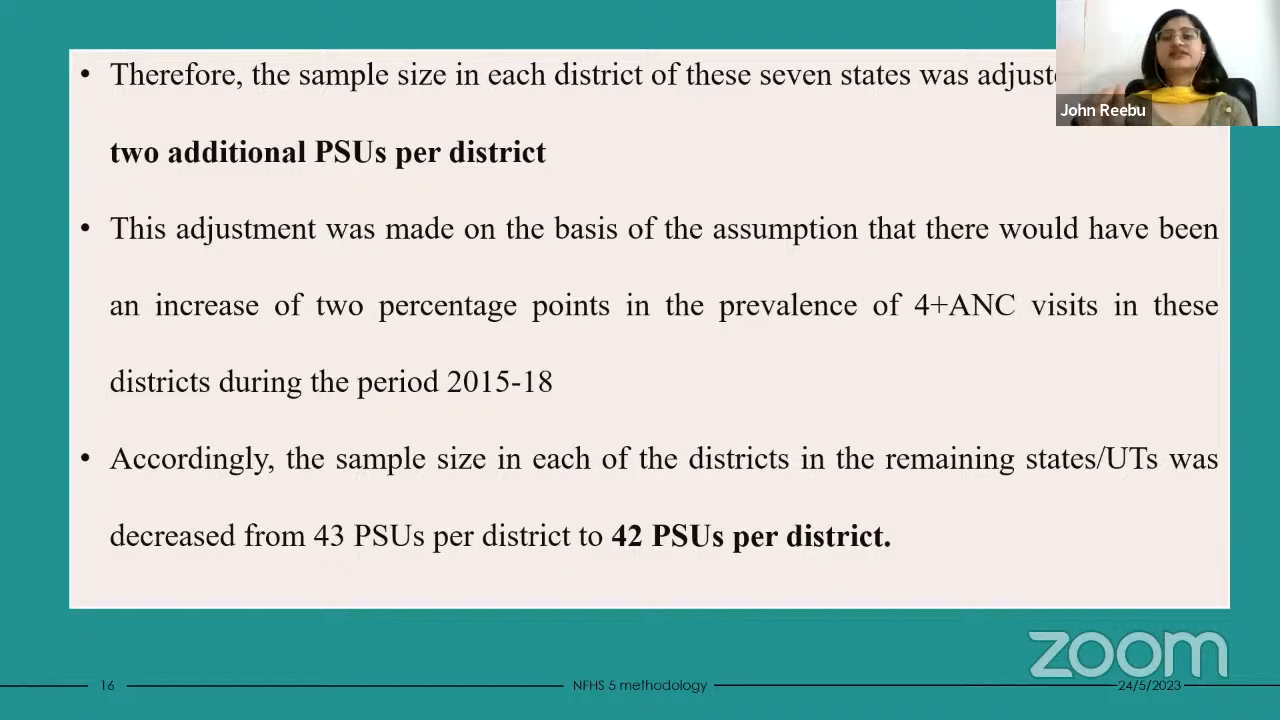 • Therefore, the sample size in each district of these seven states was
John Reebu
two additional PSUs per district
• This adjustment was made on the basis of the assumption that there would have been
an increase of two percentage points in the prevalence of 4+ANC visits in these
districts during the period 2015-18
• Accordingly, the sample size in each of the districts in the remaining states/UTs was
decreased from 43 PSUs per district to 42 PSUs per district.
zoom
16 NFHS 5 methodology 24/5/2023